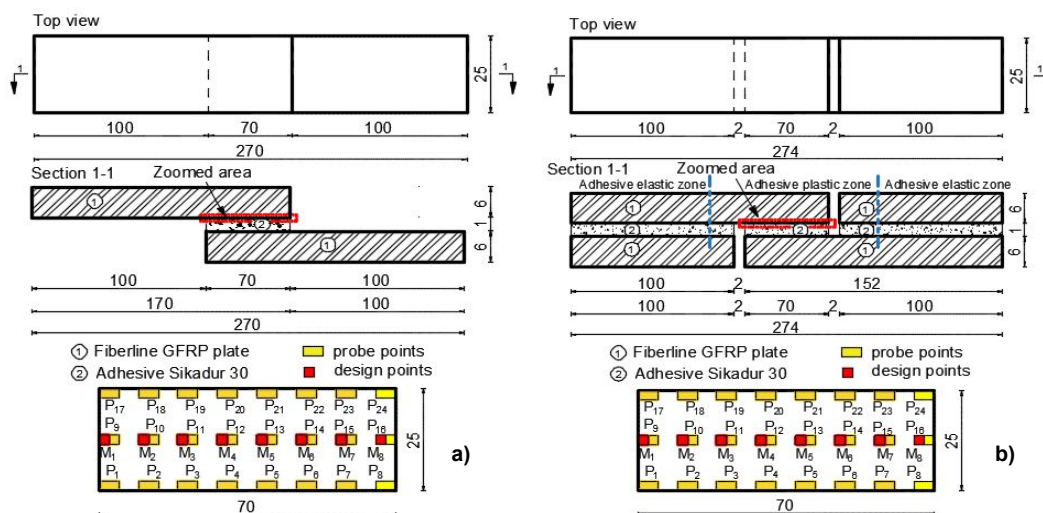 Top view
1
1
25
100 70 100
270
Section 1-1
Zoomed area
1
2
1
6
1
6
100 70 100
170 100
270
1 Fiberline GFRP plate
probe points
2 Adhesive Sikadur 30
design points
P17 P18 P19 P20 P21 P22 P23 P24
P9 P10 P11 P12 P13 P14 P15 P16
M1 M2 M3 M4 M5 M6 M7 M8
P1 P2 P3 P4 P5 P6 P7 P8
25
70
a)
Top view
1
1
25
100 2 70 2 100
274
Section 1-1
Zoomed area
Adhesive elastic zone Adhesive plastic zone Adhesive elastic zone
1 1
2 2 2
1 1
6
1
6
100 2 152
100 2 70 2 100
274
1 Fiberline GFRP plate
probe points
2 Adhesive Sikadur 30
design points
P17 P18 P19 P20 P21 P22 P23 P24
P9 P10 P11 P12 P13 P14 P15 P16
M1 M2 M3 M4 M5 M6 M7 M8
P1 P2 P3 P4 P5 P6 P7 P8
25
70
b)